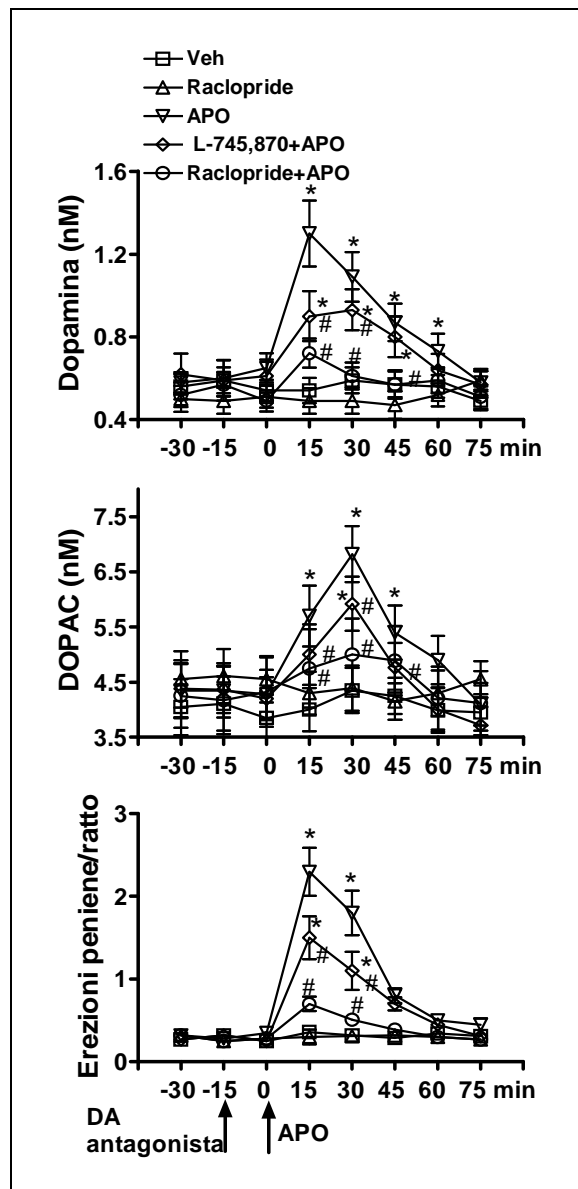 Veh
Raclopride
APO
L-745,870+APO
Raclopride+APO
Dopamina (nM)
1.6
1.2
0.8
0.4
* * * * * # * # * # # #
-30 -15 0 15 30 45 60 75 min
DOPAC (nM)
7.5
6.5
5.5
4.5
3.5
* * * * # # # # #
-30 -15 0 15 30 45 60 75 min
Erezioni peniene/ratto
3
2
1
0
* * * # * # # #
-30 -15 0 15 30 45 60 75 min
DA
antagonista
APO